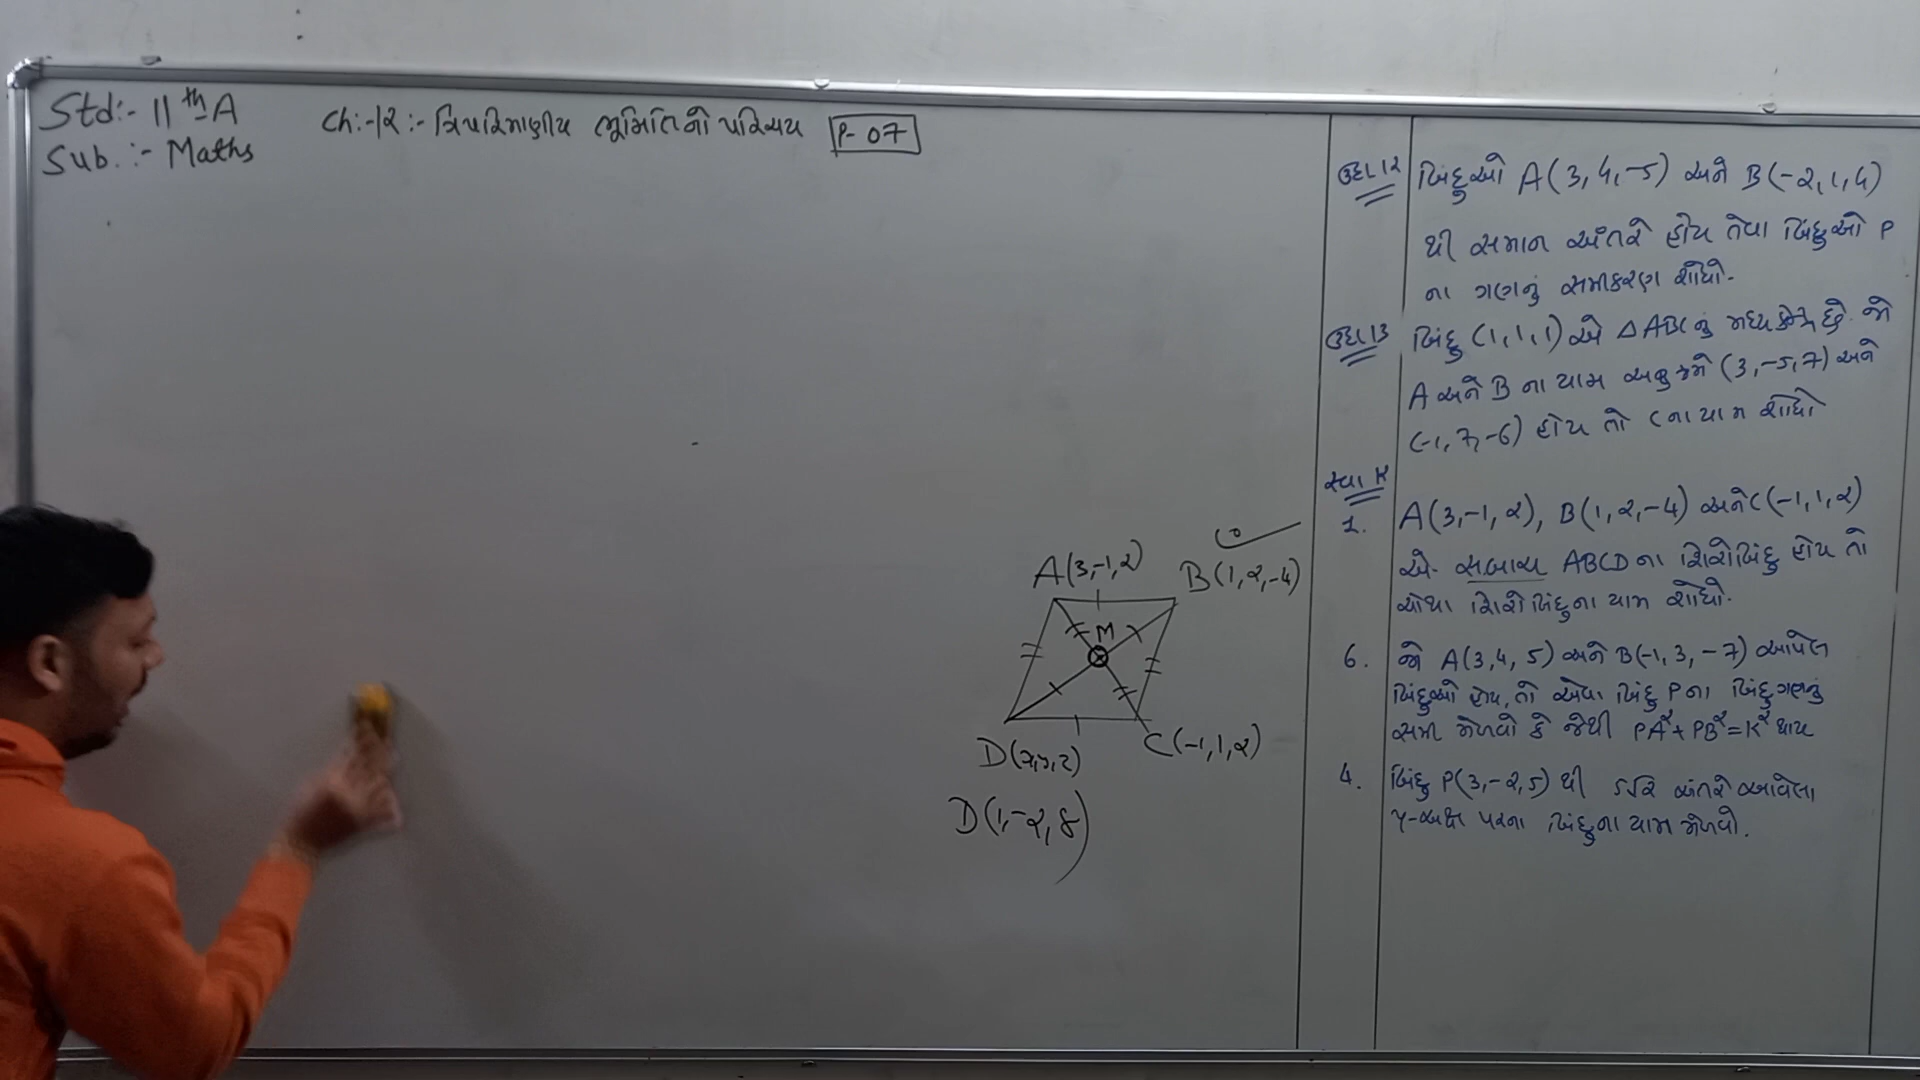 Std:- 11th A
Sub.:- Maths
Ch:-12:- ત્રિપરિમાણીય ભૂમિતિનો પરિચય P-07
ઉદા 12 બિંદુઓ A(3,4,-5) અને B(-2,1,4)
થી સમાન અંતરે હોય તેવા બિંદુઓ P
ના ગણનું સમીકરણ શોધો.
ઉદા 13 બિંદુ (1,1,1) એ △ABC નું મધ્યકેન્દ્ર છે. જો
A અને B ના યામ અનુક્રમે (3,-5,7) અને
(-1,7,-6) હોય તો C ના યામ શોધો
સ્વા
1. A(3,-1,2), B(1,2,-4) અને C(-1,1,2)
એ સ.બા.ચ ABCD ના શિરોબિંદુ હોય તો
ચોથા શિરોબિંદુના યામ શોધો.
6. જો A(3,4,5) અને B(-1,3,-7) આપેલ
બિંદુઓ હોય, તો એવા બિંદુ P ના બિંદુગણનું
સમી મેળવો કે જેથી PA²+PB²=K² થાય
4. બિંદુ P(3,-2,5) થી 5√2 અંતરે આવેલા
y-અક્ષ પરના બિંદુના યામ મેળવો.
A(3,-1,2)
B(1,2,-4)
M
D(x,y,z)
C(-1,1,2)
D(1,-2,8)